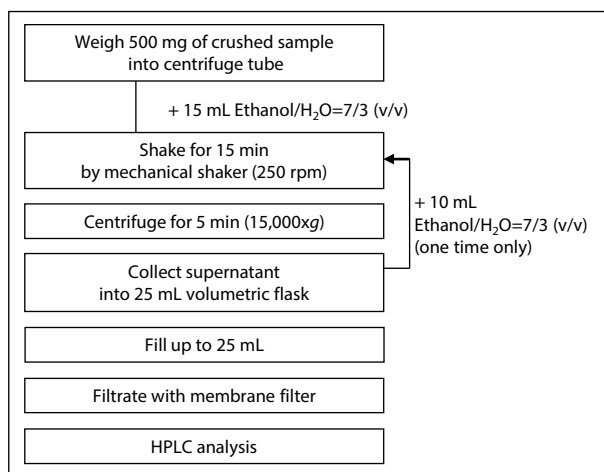 Weigh 500 mg of crushed sample
into centrifuge tube
+ 15 mL Ethanol/H₂O=7/3 (v/v)
Shake for 15 min
by mechanical shaker (250 rpm)
+ 10 mL
Ethanol/H₂O=7/3 (v/v)
(one time only)
Centrifuge for 5 min (15,000xg)
Collect supernatant
into 25 mL volumetric flask
Fill up to 25 mL
Filtrate with membrane filter
HPLC analysis